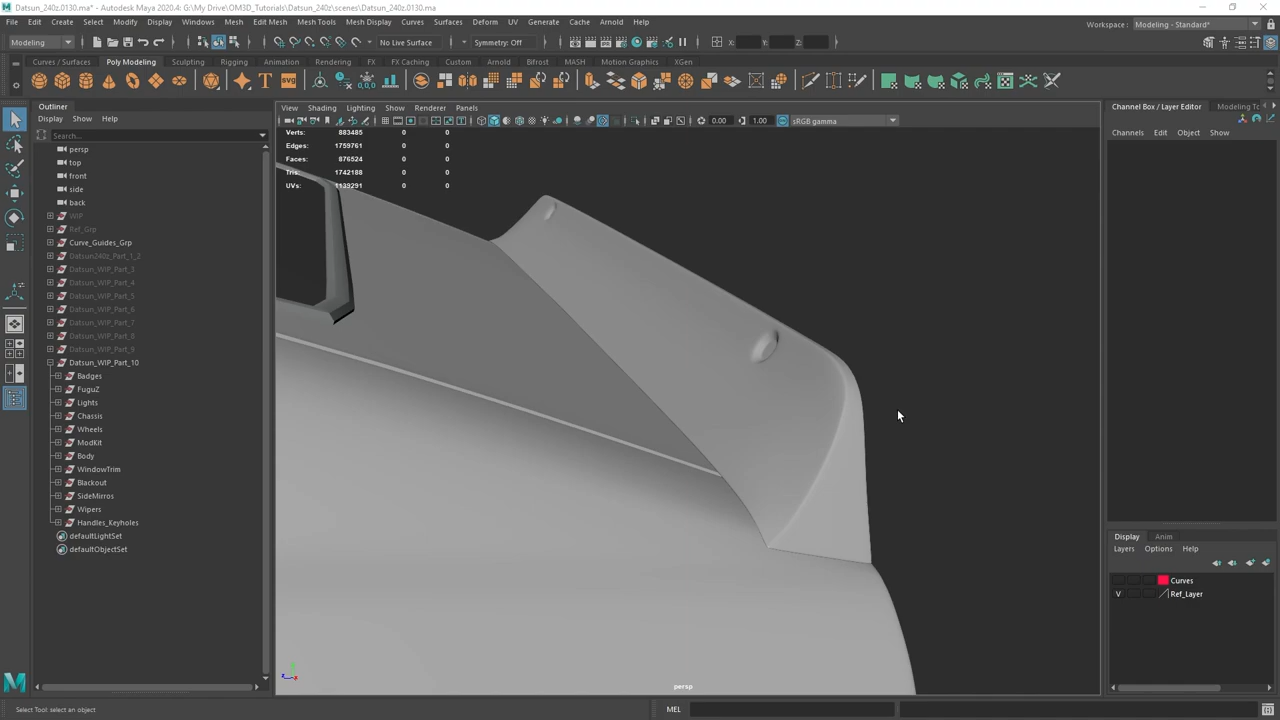 Datsun_240z.0130.ma* - Autodesk Maya 2020.4: G:\My Drive\OM3D_Tutorials\Datsun_240z\scenes\Datsun_240z.0130.ma
File Edit Create Select Modify Display Windows Mesh Edit Mesh Mesh Tools Mesh Display Curves Surfaces Deform UV Generate Cache Arnold Help
Workspace : Modeling - Standard*
Modeling No Live Surface Symmetry: Off X: Y: Z:
Curves / Surfaces Poly Modeling Sculpting Rigging Animation Rendering FX FX Caching Custom Arnold Bifrost MASH Motion Graphics XGen
SVG
Outliner
Display Show Help
Search...
persp
top
front
side
back
WIP
Ref_Grp
Curve_Guides_Grp
Datsun240z_Part_1_2
Datsun_WIP_Part_3
Datsun_WIP_Part_4
Datsun_WIP_Part_5
Datsun_WIP_Part_6
Datsun_WIP_Part_7
Datsun_WIP_Part_8
Datsun_WIP_Part_9
Datsun_WIP_Part_10
Badges
FuguZ
Lights
Chassis
Wheels
ModKit
Body
WindowTrim
Blackout
SideMirros
Wipers
Handles_Keyholes
defaultLightSet
defaultObjectSet
View Shading Lighting Show Renderer Panels
0.00 1.00 sRGB gamma
Verts: 883485 0 0
Edges: 1759761 0 0
Faces: 876524 0 0
Tris: 1742188 0 0
UVs: 1139291 0 0
persp
Channel Box / Layer Editor Modeling To
Channels Edit Object Show
Display Anim
Layers Options Help
Curves
V Ref_Layer
Select Tool: select an object
MEL